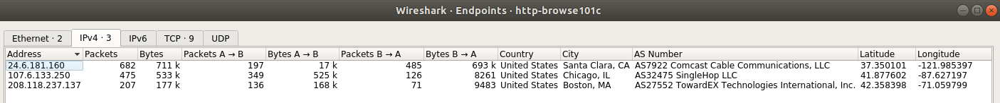 Wireshark · Endpoints · http-browse101c
Ethernet · 2 IPv4 · 3 IPv6 TCP · 9 UDP
Address Packets Bytes Packets A → B Bytes A → B Packets B → A Bytes B → A Country City AS Number Latitude Longitude
24.6.181.160 682 711 k 197 17 k 485 693 k United States Santa Clara, CA AS7922 Comcast Cable Communications, LLC 37.350101 -121.985397
107.6.133.250 475 533 k 349 525 k 126 8261 United States Chicago, IL AS32475 SingleHop LLC 41.877602 -87.627197
208.118.237.137 207 177 k 136 168 k 71 9483 United States Boston, MA AS27552 TowardEX Technologies International, Inc. 42.358398 -71.059799